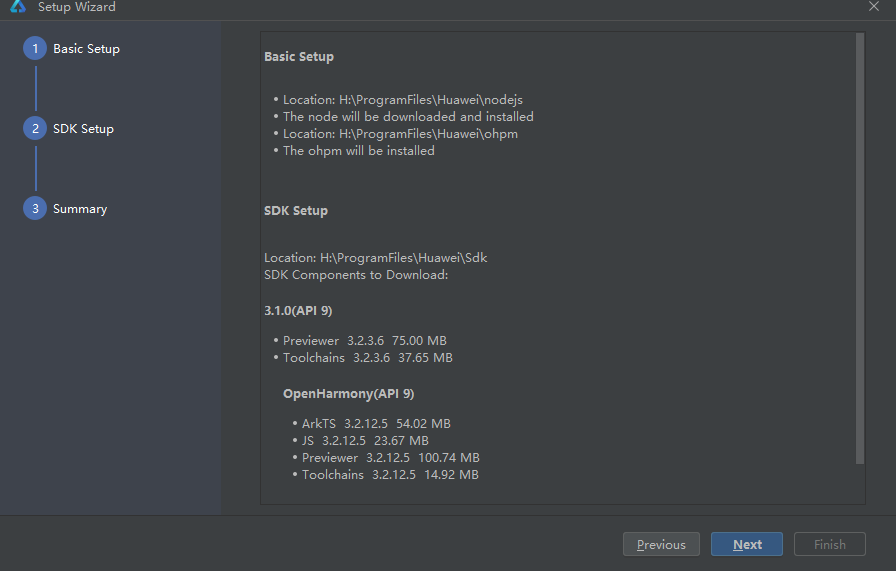 Setup Wizard
1 Basic Setup
2 SDK Setup
3 Summary
Basic Setup
• Location: H:\ProgramFiles\Huawei\nodejs
• The node will be downloaded and installed
• Location: H:\ProgramFiles\Huawei\ohpm
• The ohpm will be installed
SDK Setup
Location: H:\ProgramFiles\Huawei\Sdk
SDK Components to Download:
3.1.0(API 9)
• Previewer 3.2.3.6 75.00 MB
• Toolchains 3.2.3.6 37.65 MB
OpenHarmony(API 9)
• ArkTS 3.2.12.5 54.02 MB
• JS 3.2.12.5 23.67 MB
• Previewer 3.2.12.5 100.74 MB
• Toolchains 3.2.12.5 14.92 MB
Previous Next Finish